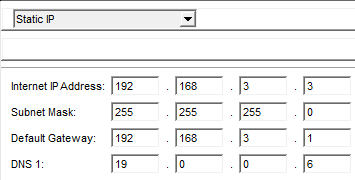 Static IP
Internet IP Address: 192 . 168 . 3 . 3
Subnet Mask: 255 . 255 . 255 . 0
Default Gateway: 192 . 168 . 3 . 1
DNS 1: 19 . 0 . 0 . 6